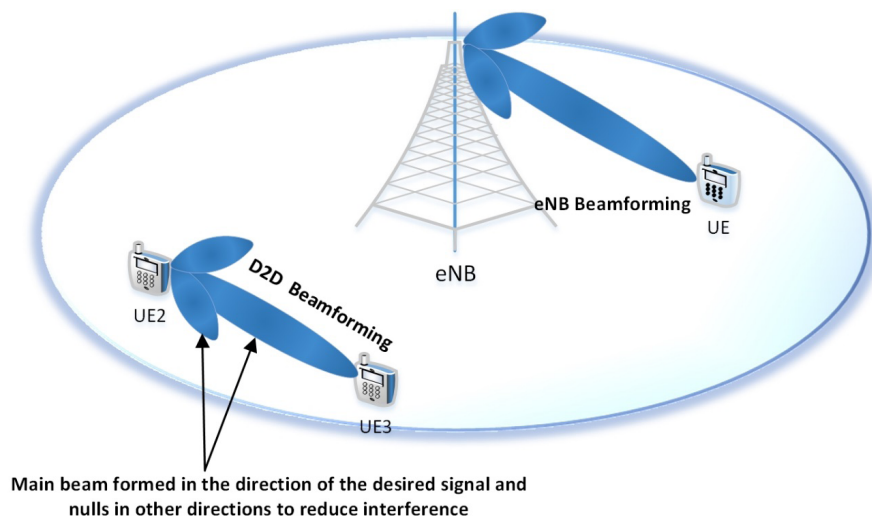 eNB Beamforming
UE
eNB
D2D Beamforming
UE2
UE3
Main beam formed in the direction of the desired signal and
nulls in other directions to reduce interference